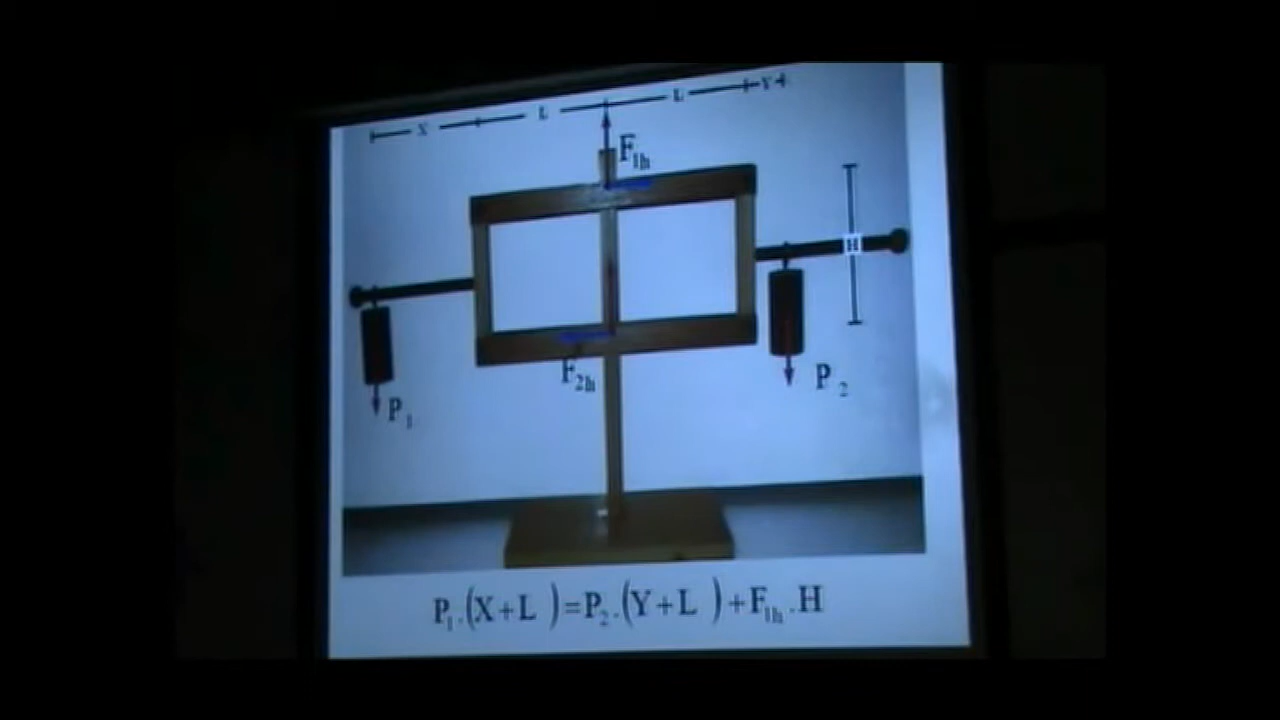 X L L Y
F1h
H
F2h
P2
P1
P1.(X+L )=P2.(Y+L )+F1h.H